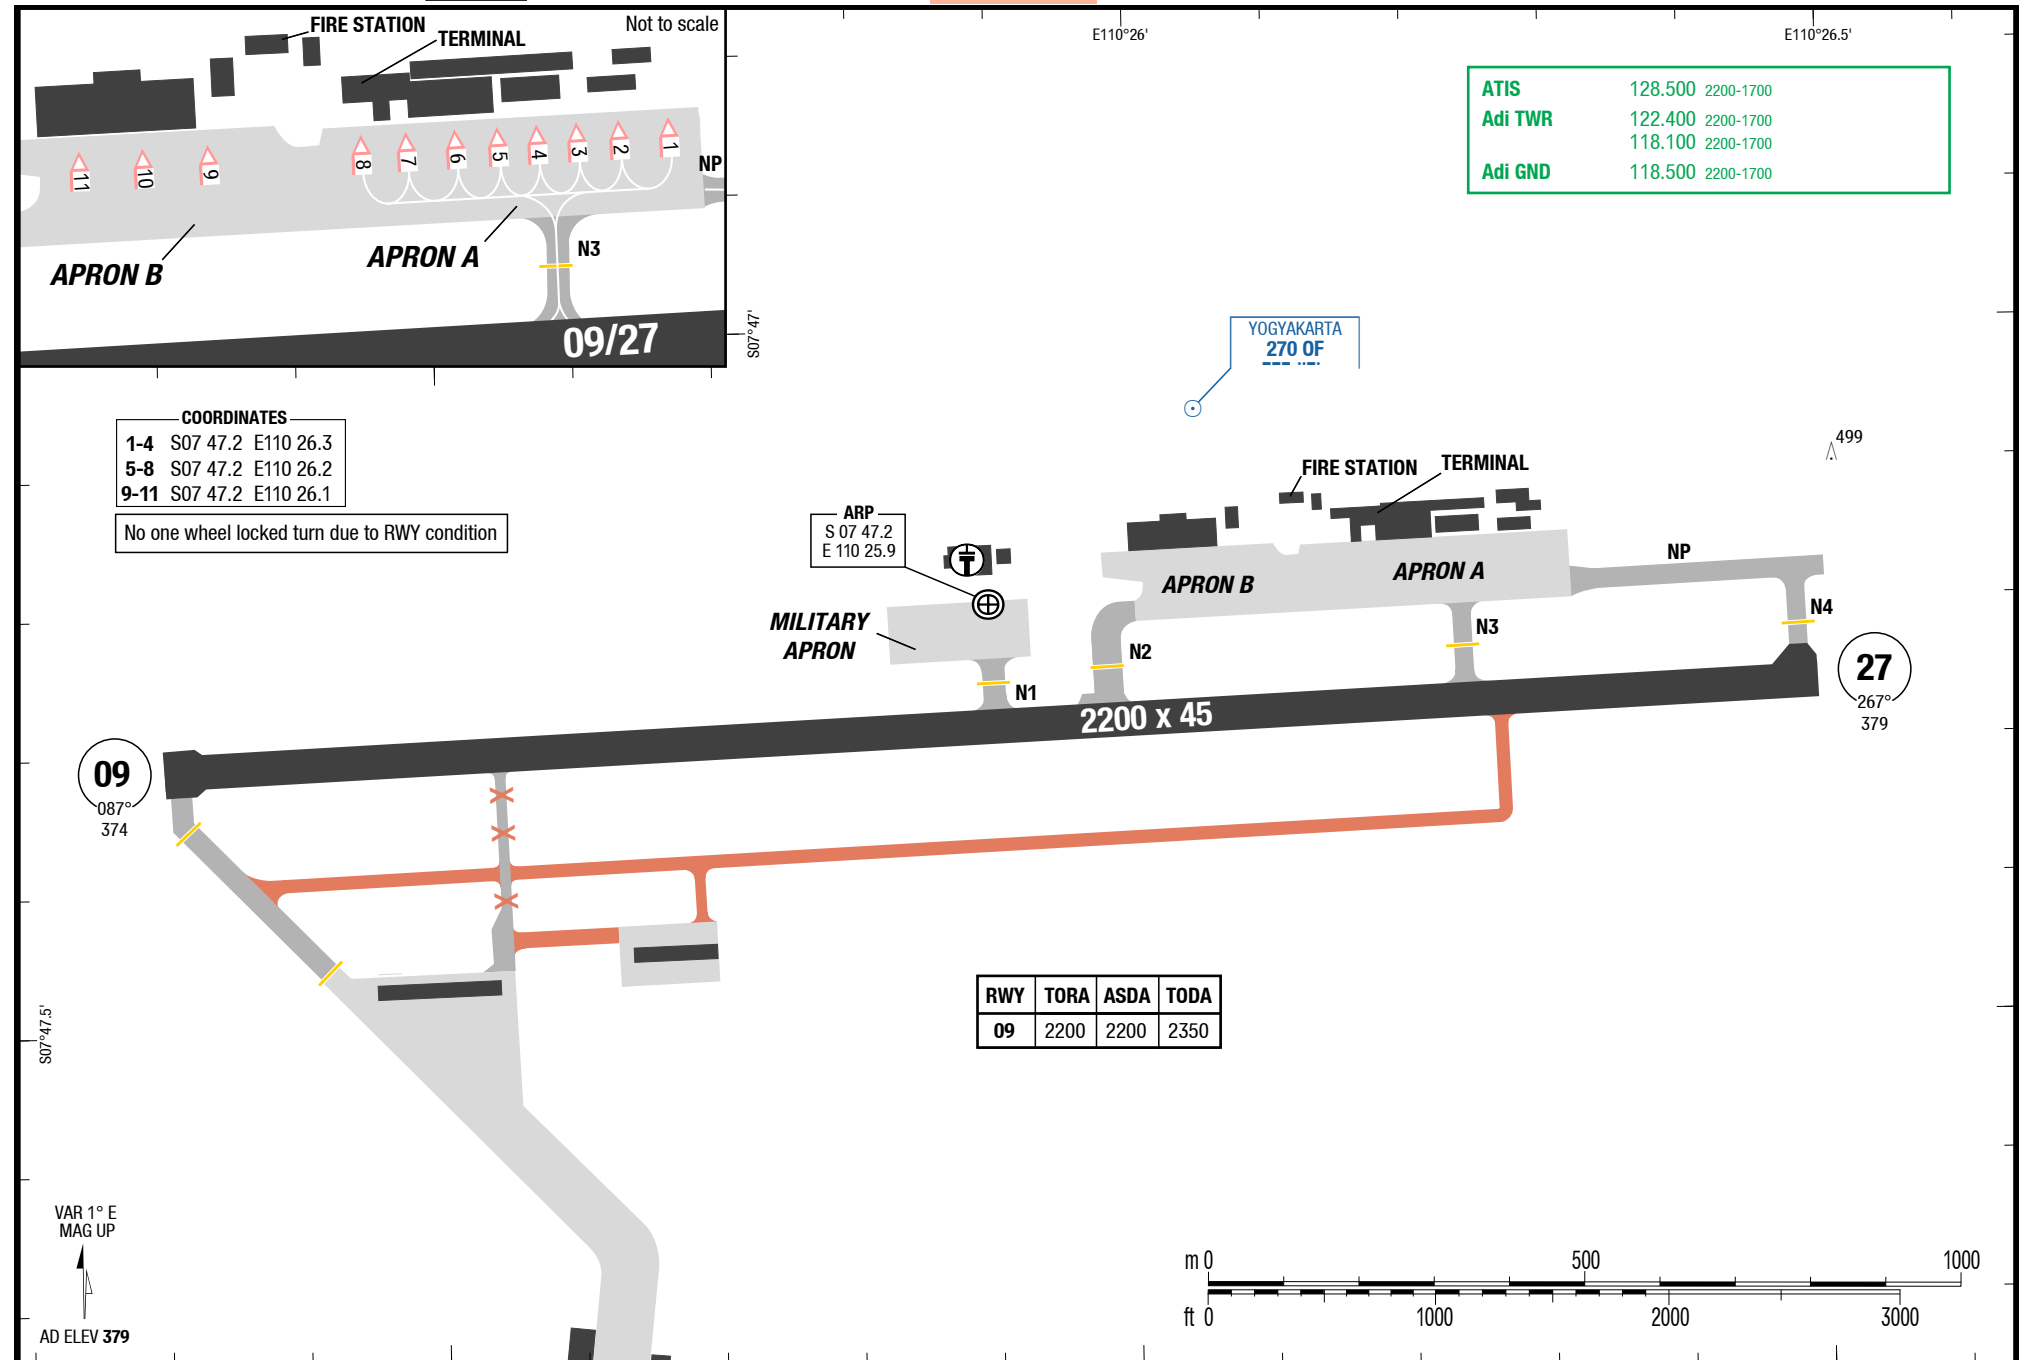 FIRE STATION
TERMINAL
Not to scale
11
10
9
8
7
6
5
4
3
2
1
NP
APRON B
APRON A
N3
09/27
S07°47'
E110°26'
E110°26.5'
ATIS 128.500 2200-1700
Adi TWR 122.400 2200-1700
118.100 2200-1700
Adi GND 118.500 2200-1700
YOGYAKARTA
270 OF
COORDINATES
1-4 S07 47.2 E110 26.3
5-8 S07 47.2 E110 26.2
9-11 S07 47.2 E110 26.1
No one wheel locked turn due to RWY condition
499
FIRE STATION
TERMINAL
ARP
S 07 47.2
E 110 25.9
MILITARY
APRON
APRON B
APRON A
NP
N1
N2
N3
N4
2200 x 45
27
267°
379
09
087°
374
RWY TORA ASDA TODA
09 2200 2200 2350
S07°47.5'
VAR 1° E
MAG UP
AD ELEV 379
m 0 500 1000
ft 0 1000 2000 3000